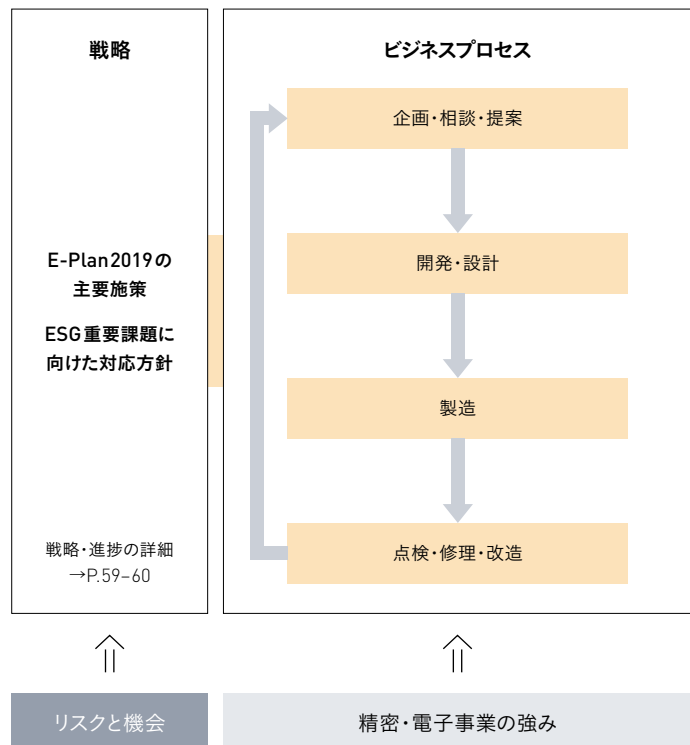 戦略
E-Plan2019の
主要施策
ESG重要課題に
向けた対応方針
戦略・進捗の詳細
→P.59–60
ビジネスプロセス
企画・相談・提案
開発・設計
製造
点検・修理・改造
リスクと機会
精密・電子事業の強み